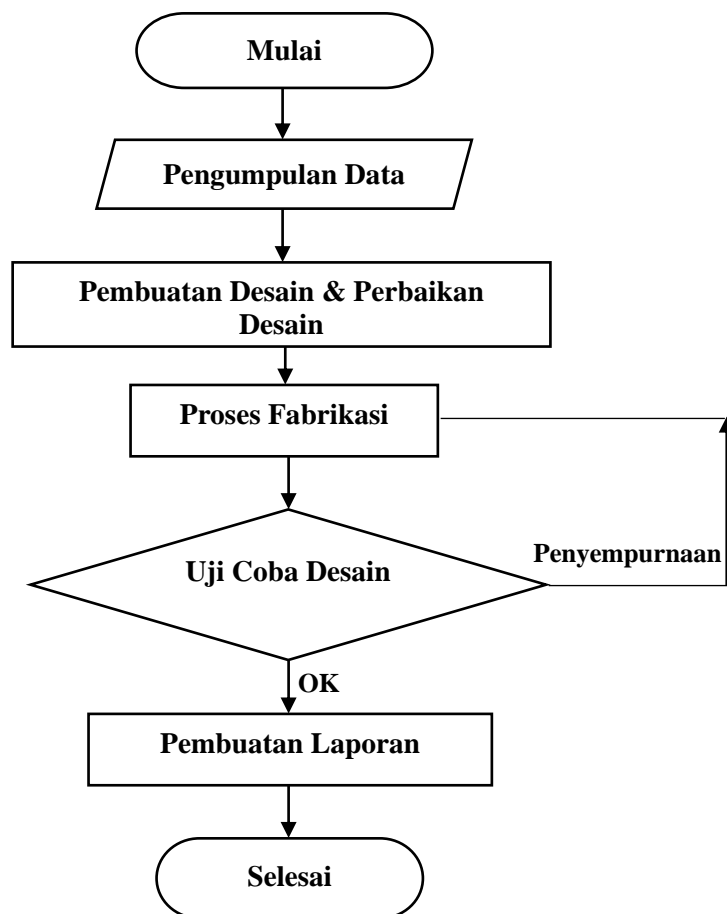 Mulai
Pengumpulan Data
Pembuatan Desain & Perbaikan
Desain
Proses Fabrikasi
Uji Coba Desain
Penyempurnaan
OK
Pembuatan Laporan
Selesai